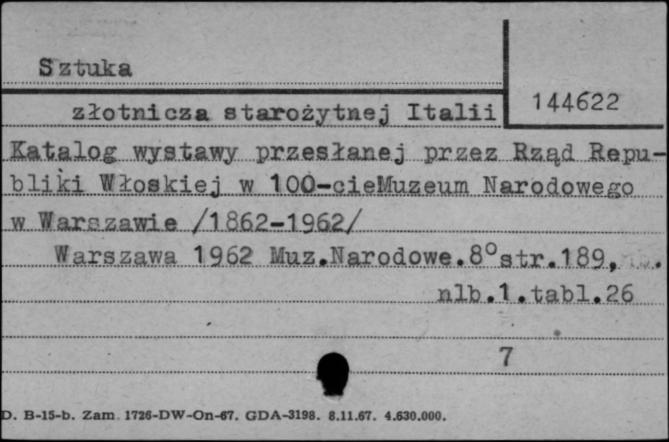 Sztuka
144622
złotnicza starożytnej Italii
Katalog wystawy przesłanej przez Rząd Repu-
bliki Włoskiej w 100-cieMuzeum Narodowego
w Warszawie /1862-1962/
Warszawa 1962 Muz.Narodowe.8°str.189,
nlb.1.tabl.26
7
D. B-15-b. Zam. 1726-DW-On-67. GDA-3198. 8.11.67. 4.630.000.